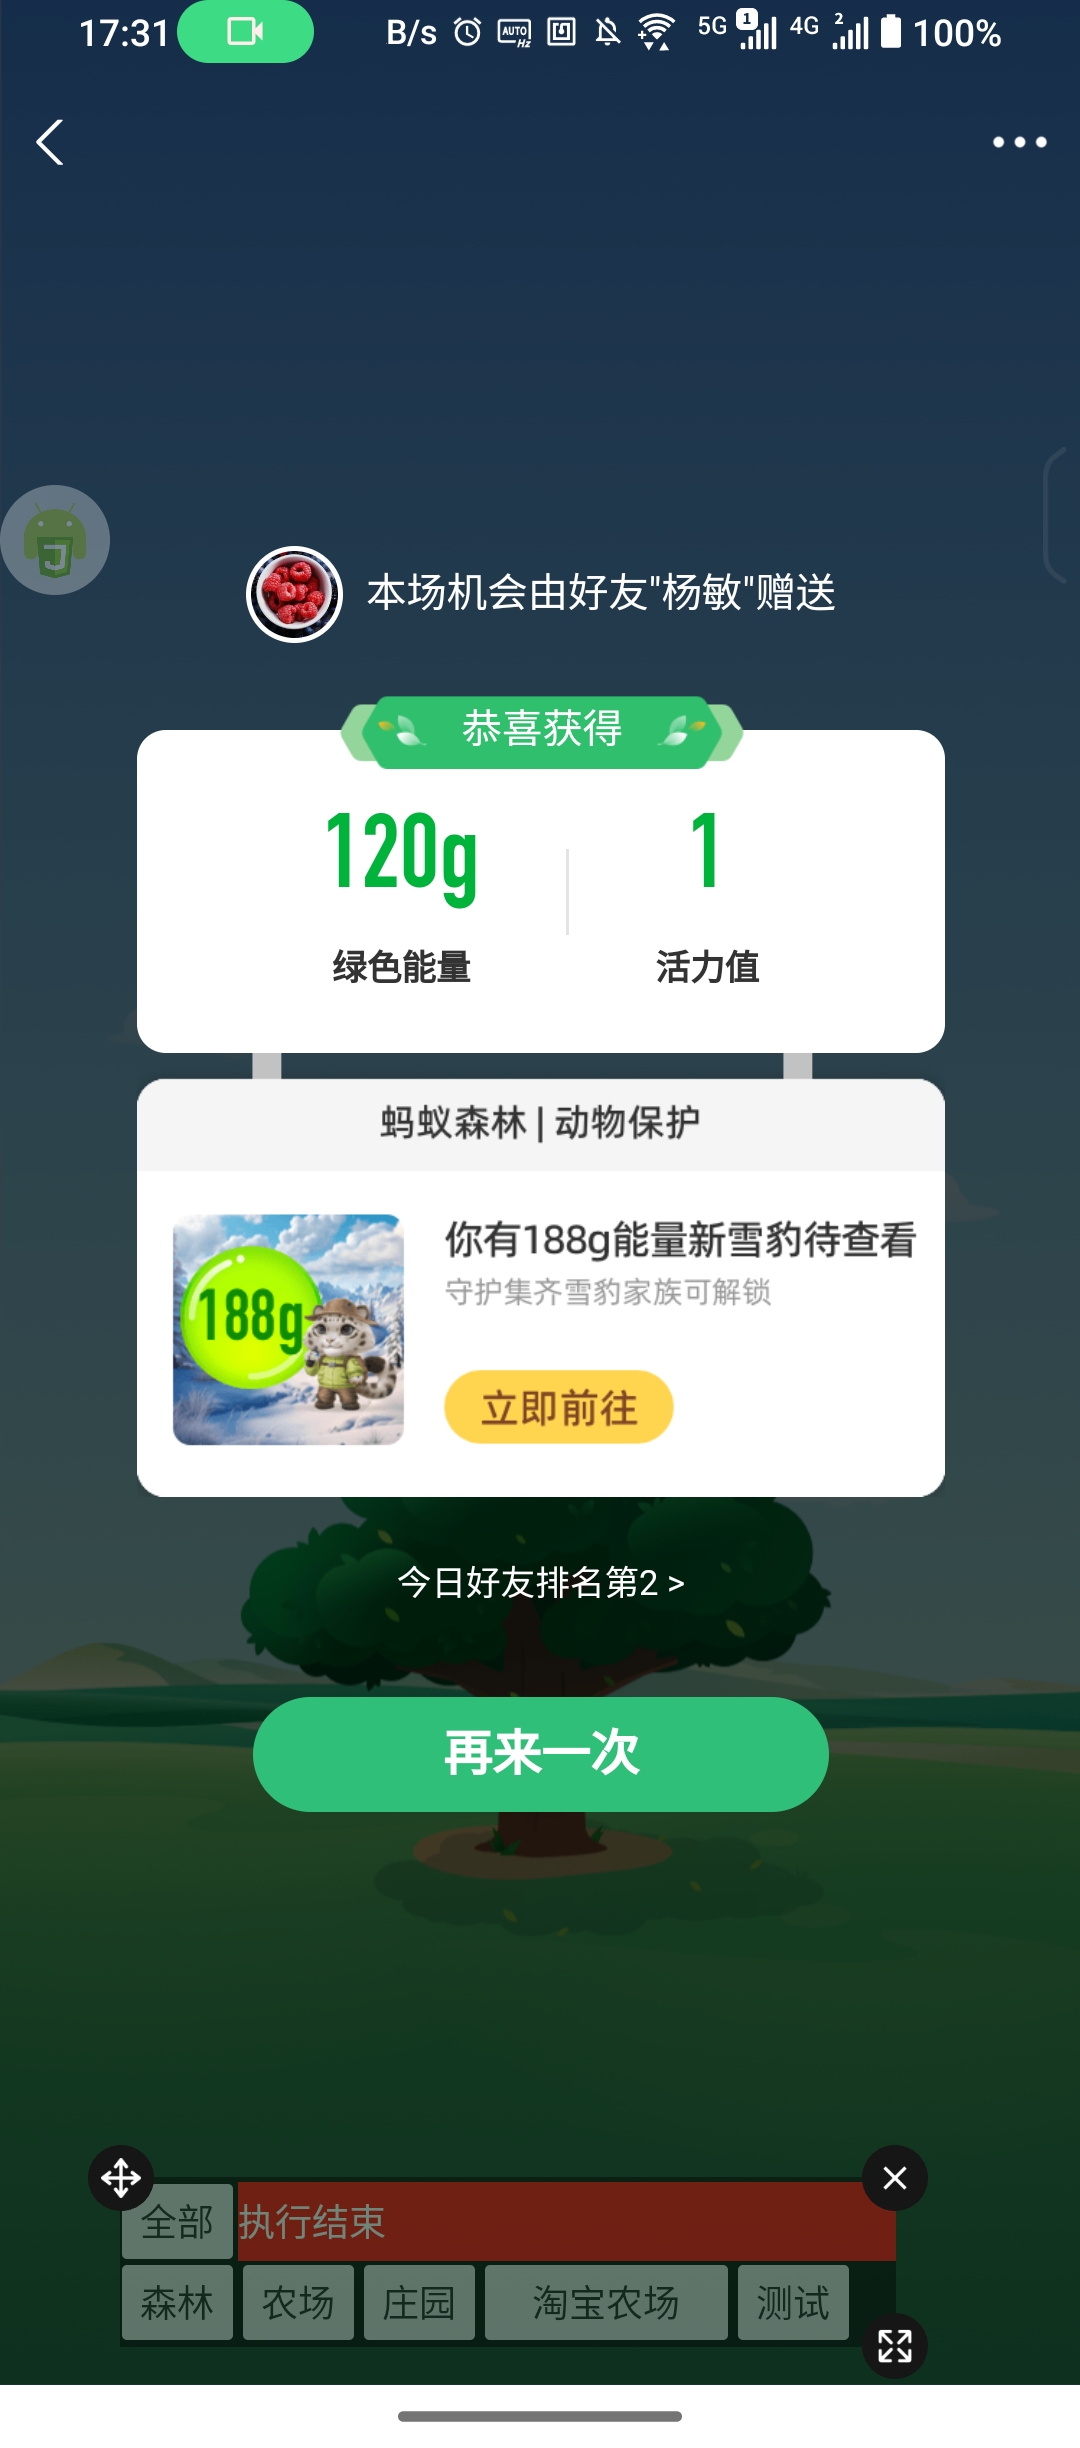 17:31 B/s AUTO Hz 5G 1 4G 2 100%
本场机会由好友"杨敏"赠送
恭喜获得
120g 1
绿色能量 活力值
蚂蚁森林 | 动物保护
188g
你有188g能量新雪豹待查看
守护集齐雪豹家族可解锁
立即前往
今日好友排名第2 >
再来一次
全部 执行结束
森林 农场 庄园 淘宝农场 测试